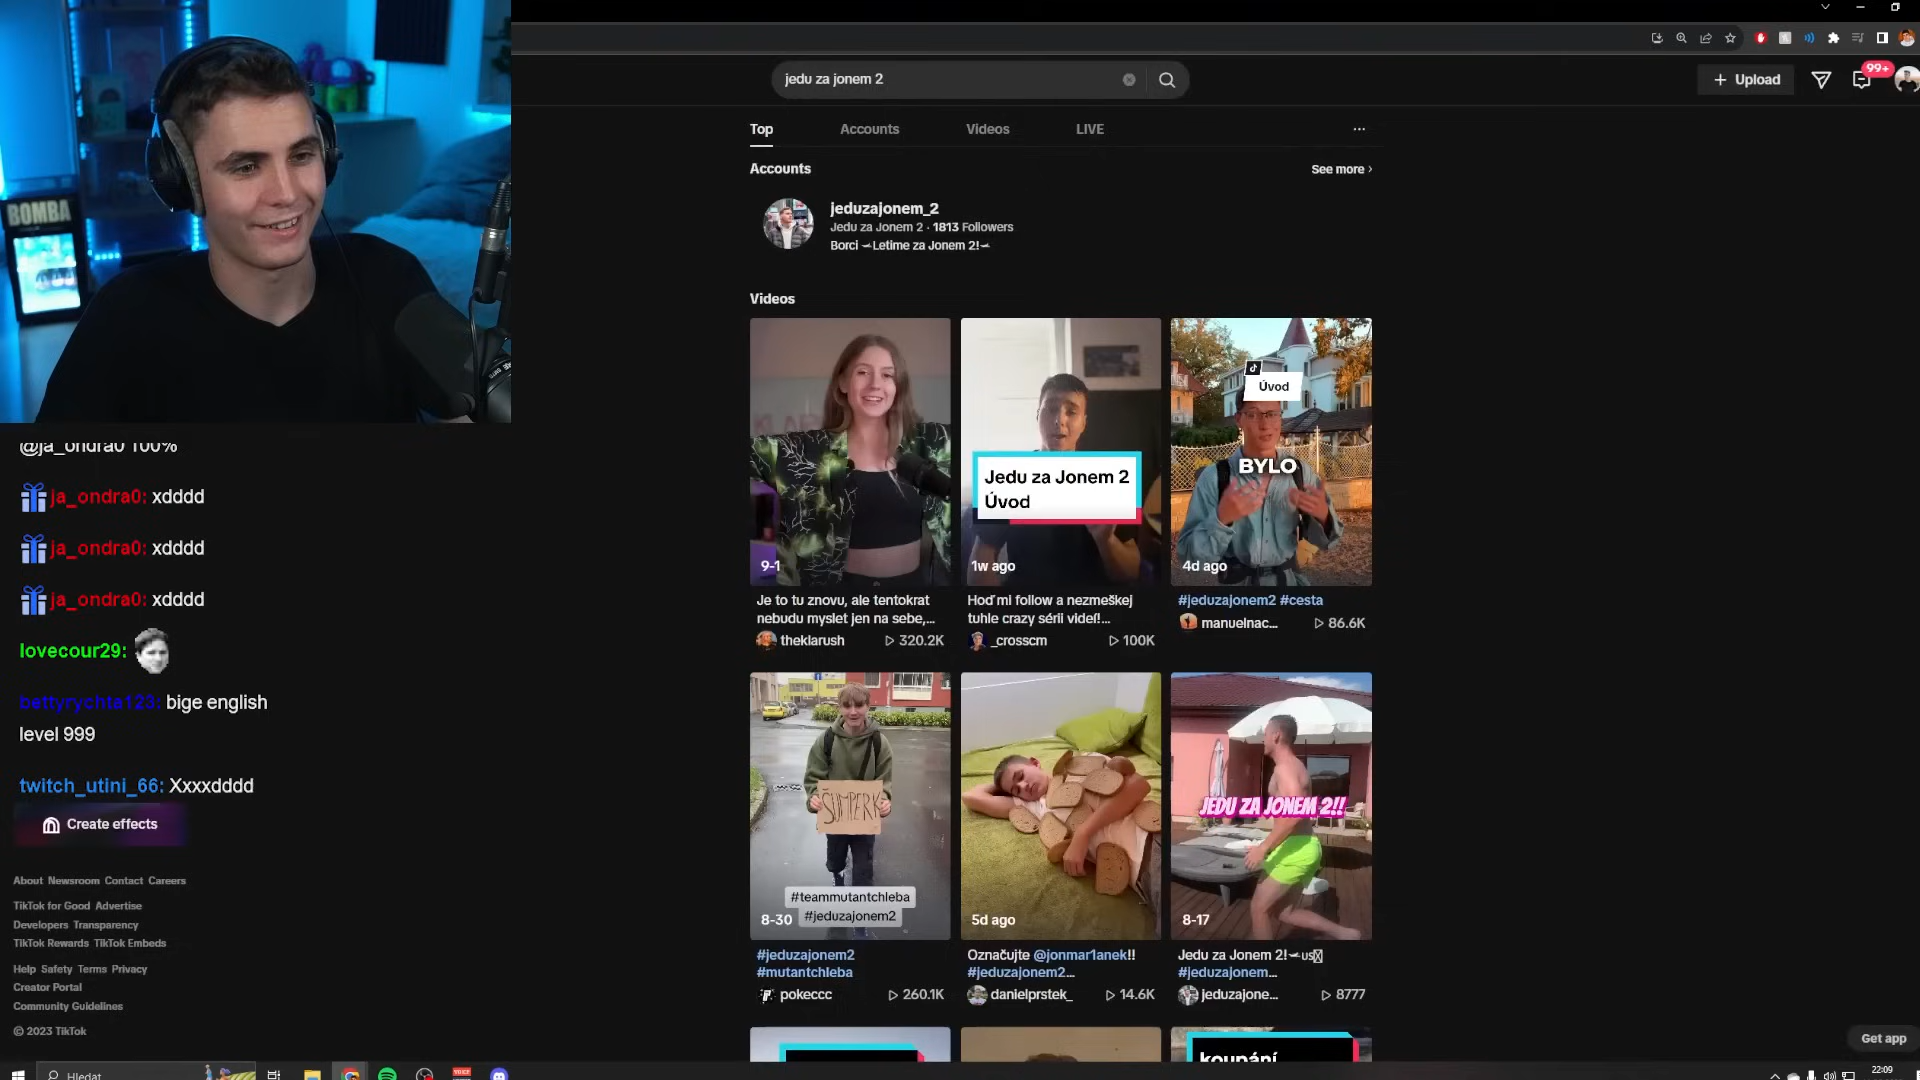 BOMBA
jedu za jonem 2
Upload
99+
Top
Accounts
Videos
LIVE
Accounts
See more
jeduzajonem_2
Jedu za Jonem 2 · 1813 Followers
Borci Letíme za Jonem 2!
Videos
9-1
Je to tu znovu, ale tentokrat
nebudu myslet jen na sebe,...
theklarush
320.2K
Jedu za Jonem 2
Úvod
1w ago
Hoď mi follow a nezmeškej
tuhle crazy sérii videí!...
_crosscm
100K
Úvod
BYLO
4d ago
#jeduzajonem2 #cesta
manuelnac...
86.6K
@ja_ondra0 100%
ja_ondra0: xdddd
ja_ondra0: xdddd
ja_ondra0: xdddd
lovecour29:
bettyrychta123: bige english
level 999
twitch_utini_66: Xxxxdddd
Create effects
About Newsroom Contact Careers
TikTok for Good Advertise
Developers Transparency
TikTok Rewards TikTok Embeds
Help Safety Terms Privacy
Creator Portal
Community Guidelines
© 2023 TikTok
ŠUMPERK
#teammutantchleba
#jeduzajonem2
8-30
#jeduzajonem2
#mutantchleba
pokeccc
260.1K
5d ago
Označujte @jonmar1anek!!
#jeduzajonem2...
danielprstek_
14.6K
JEDU ZA JONEM 2!!
8-17
Jedu za Jonem 2! us
#jeduzajonem...
jeduzajone...
8777
koupání
Get app
Hledat
22:09